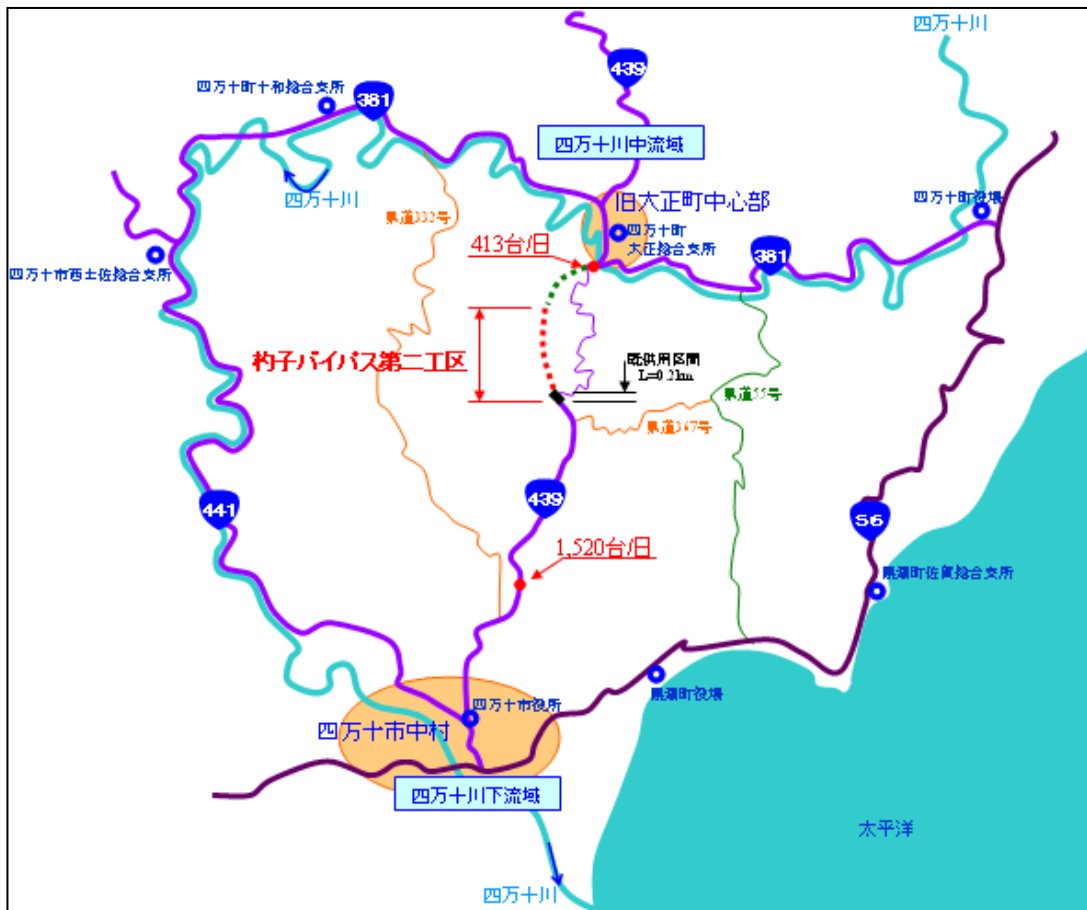 四万十川
439
四万十町十和総合支所
381
四万十川中流域
四万十川
旧大正町中心部
四万十町役場
県道332号
四万十町
大正総合支所
413台/日
四万十市西土佐総合支所
381
杓子バイパス第二工区
既供用区間
L=0.2km
県道55号
県道367号
441
439
56
1,520台/日
黒潮町佐賀総合支所
黒潮町役場
四万十市役所
四万十市中村
四万十川下流域
太平洋
四万十川